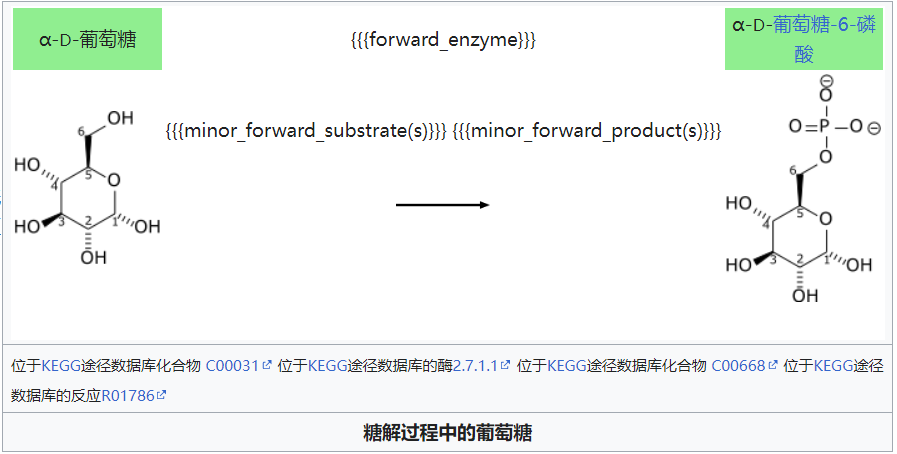 α-D-葡萄糖
{{{forward_enzyme}}}
α-D-葡萄糖-6-磷
酸
{{{minor_forward_substrate(s)}}} {{{minor_forward_product(s)}}}
6
OH
HO
5
O
4
HO
3
2
1
OH
OH
⊖
O
O=P–O⊖
O
6
HO
5
O
4
HO
3
2
1
OH
OH
位于KEGG途径数据库化合物 C00031 位于KEGG途径数据库的酶2.7.1.1 位于KEGG途径数据库化合物 C00668 位于KEGG途径
数据库的反应R01786
糖解过程中的葡萄糖